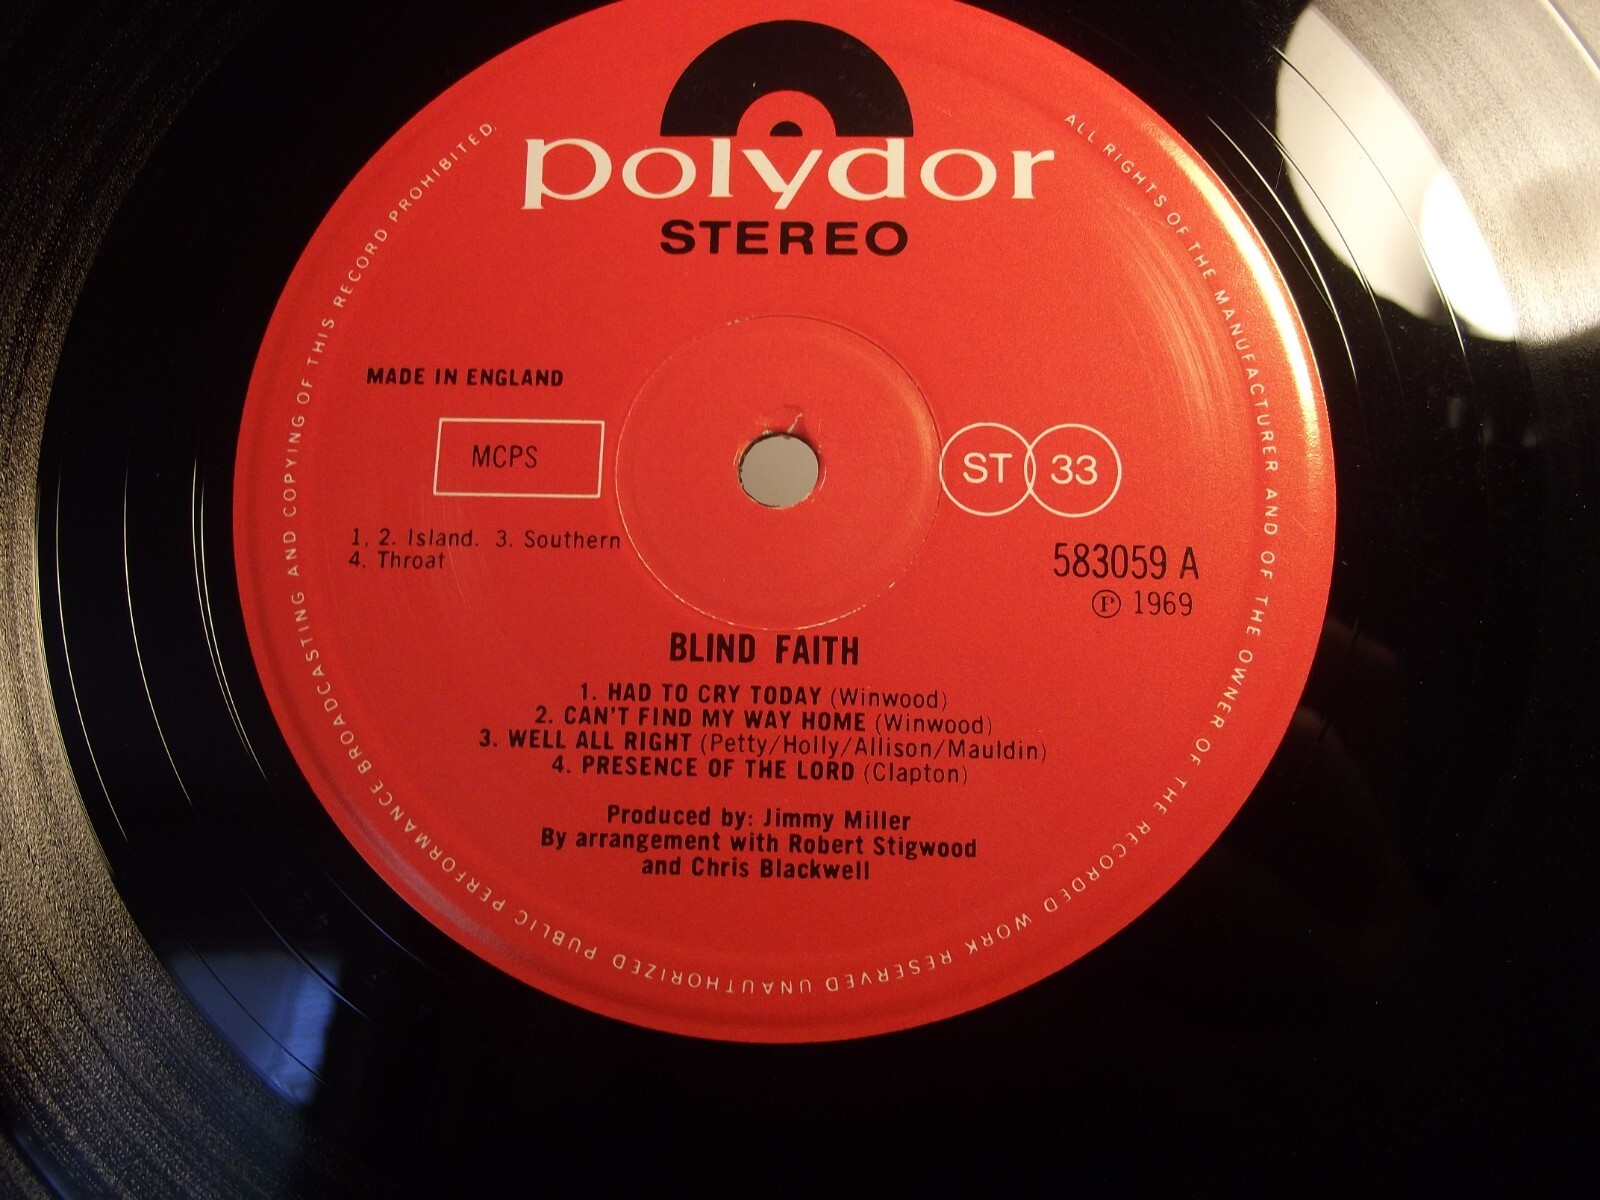 polydor
STEREO
MADE IN ENGLAND
MCPS
ST 33
1. 2. Island. 3. Southern
4. Throat
583059 A
Ⓟ 1969
BLIND FAITH
1. HAD TO CRY TODAY (Winwood)
2. CAN'T FIND MY WAY HOME (Winwood)
3. WELL ALL RIGHT (Petty/Holly/Allison/Mauldin)
4. PRESENCE OF THE LORD (Clapton)
Produced by: Jimmy Miller
By arrangement with Robert Stigwood
and Chris Blackwell
ALL RIGHTS OF THE MANUFACTURER AND OF THE OWNER OF THE RECORDED WORK RESERVED UNAUTHORIZED PUBLIC PERFORMANCE BROADCASTING AND COPYING OF THIS RECORD PROHIBITED.